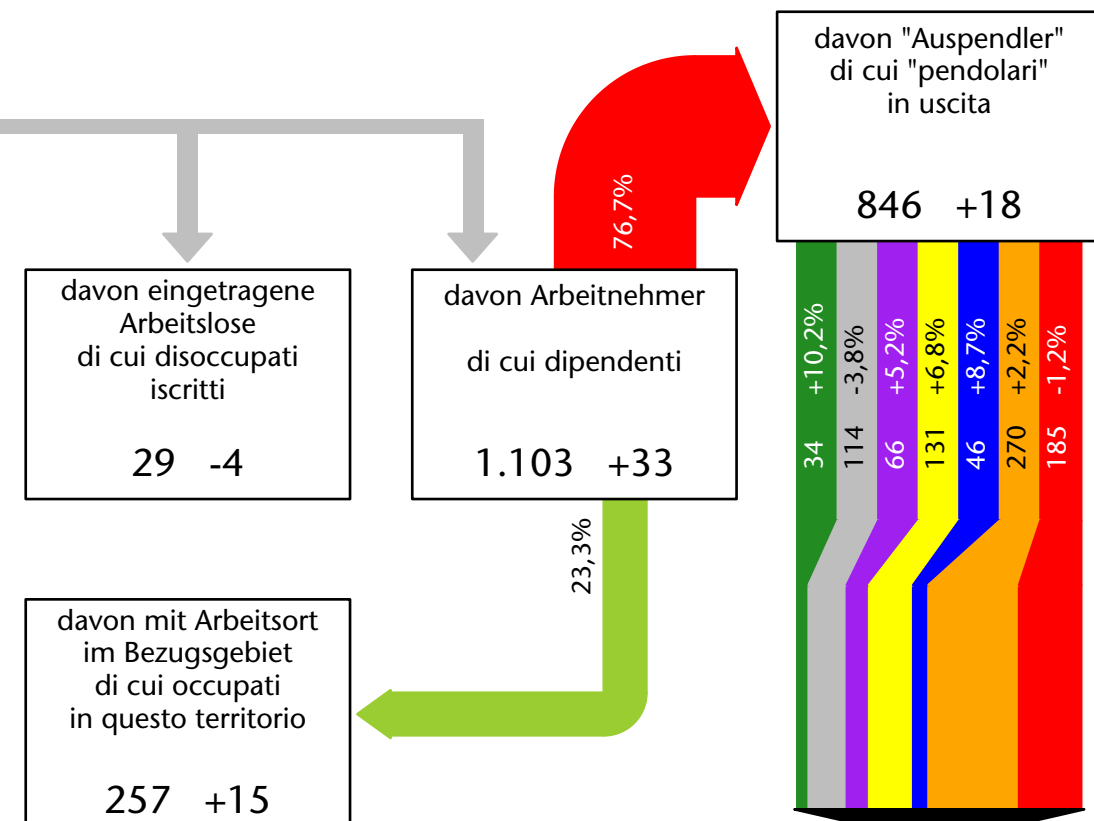 davon "Auspendler"
di cui "pendolari"
in uscita
846 +18
76,7%
davon eingetragene
Arbeitslose
di cui disoccupati
iscritti
29 -4
davon Arbeitnehmer
di cui dipendenti
1.103 +33
34 +10,2%
114 -3,8%
66 +5,2%
131 +6,8%
46 +8,7%
270 +2,2%
185 -1,2%
23,3%
davon mit Arbeitsort
im Bezugsgebiet
di cui occupati
in questo territorio
257 +15